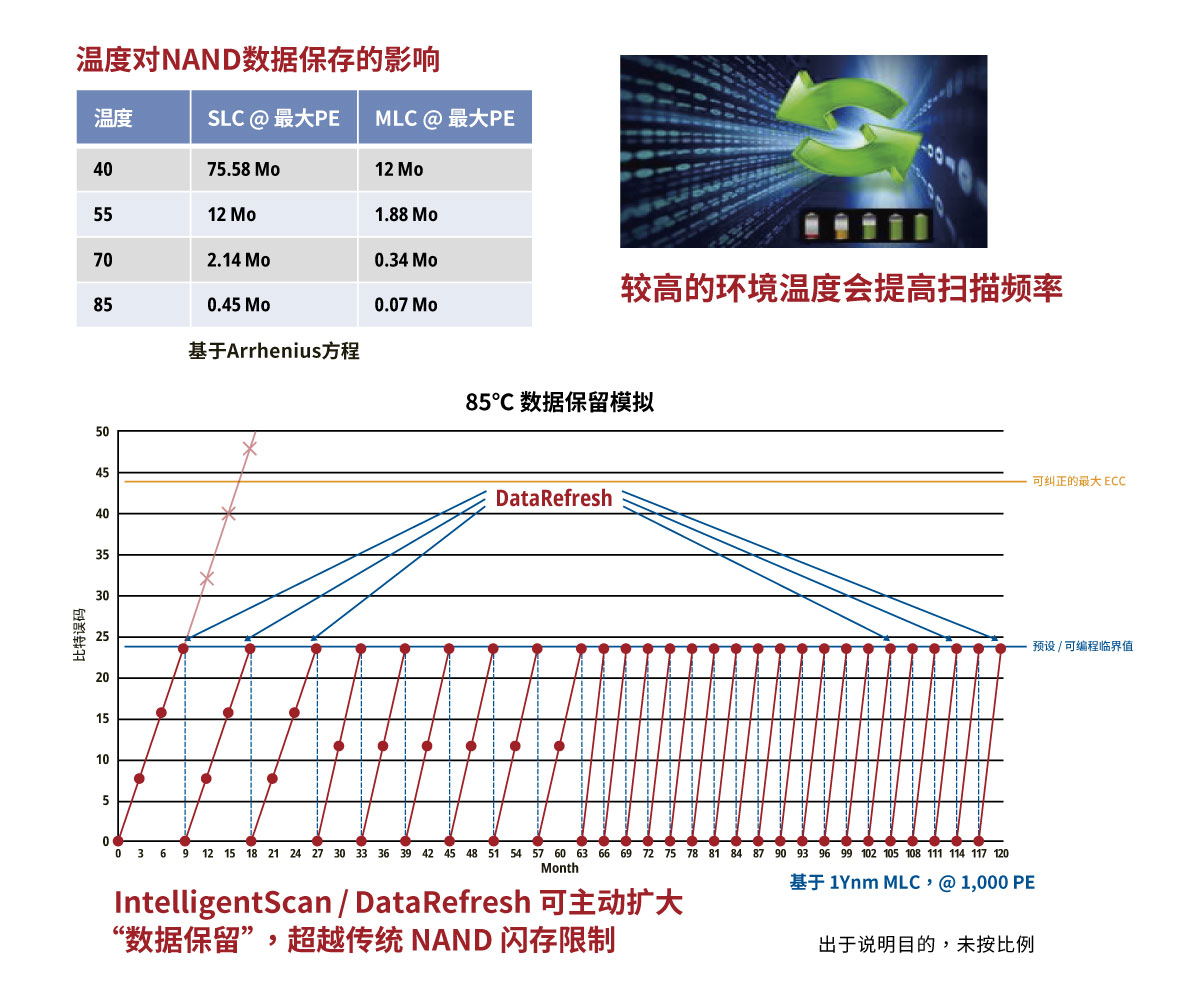 温度对NAND数据保存的影响
温度 SLC @ 最大PE MLC @ 最大PE
40 75.58 Mo 12 Mo
55 12 Mo 1.88 Mo
70 2.14 Mo 0.34 Mo
85 0.45 Mo 0.07 Mo
基于Arrhenius方程
较高的环境温度会提高扫描频率
85°C 数据保留模拟
50
45
可纠正的最大 ECC
DataRefresh
40
35
30
25
比特误码
预设 / 可编程临界值
20
15
10
5
0
0 3 6 9 12 15 18 21 24 27 30 33 36 39 42 45 48 51 54 57 60 63 66 69 72 75 78 81 84 87 90 93 96 99 102 105 108 111 114 117 120
Month
基于 1Ynm MLC，@ 1,000 PE
IntelligentScan / DataRefresh 可主动扩大
“数据保留”，超越传统 NAND 闪存限制
出于说明目的，未按比例